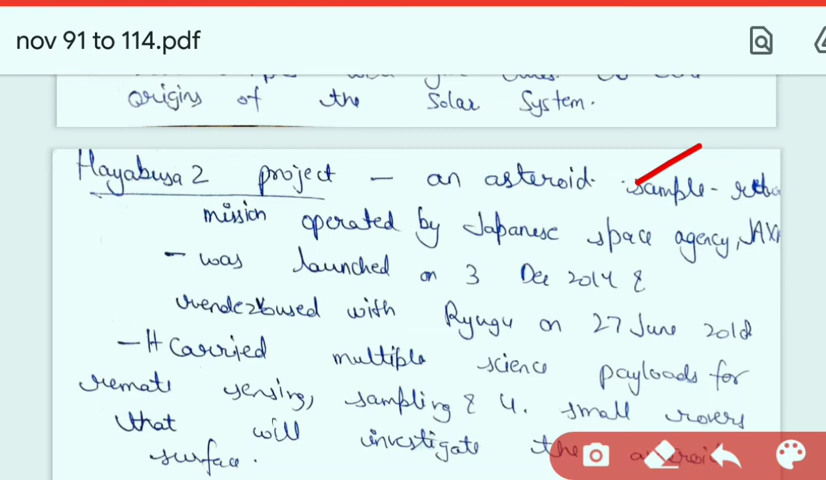 nov 91 to 114.pdf
origins of the Solar System.
Hayabusa 2 project - an asteroid sample-
mission operated by Japanese space agency, JAXA
- was launched on 3 Dec 2014 &
rendezvoused with Ryugu on 27 June 2018
- It carried multiple science payloads for
remote sensing, sampling & 4. small rovers
that will investigate the asteroid
surface.